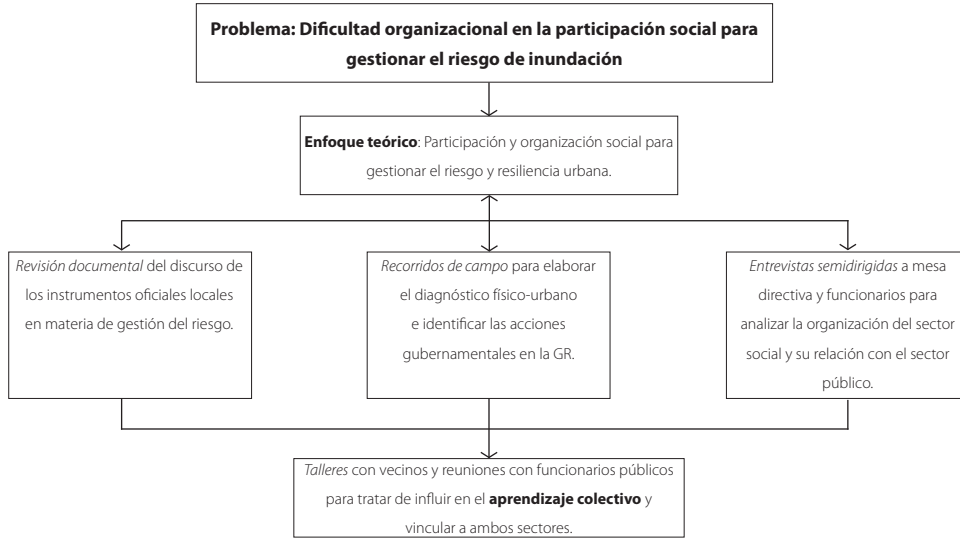 Problema: Dificultad organizacional en la participación social para
gestionar el riesgo de inundación
Enfoque teórico: Participación y organización social para
gestionar el riesgo y resiliencia urbana.
Revisión documental del discurso de
los instrumentos oficiales locales
en materia de gestión del riesgo.
Recorridos de campo para elaborar
el diagnóstico físico-urbano
e identificar las acciones
gubernamentales en la GR.
Entrevistas semidirigidas a mesa
directiva y funcionarios para
analizar la organización del sector
social y su relación con el sector
público.
Talleres con vecinos y reuniones con funcionarios públicos
para tratar de influir en el aprendizaje colectivo y
vincular a ambos sectores.